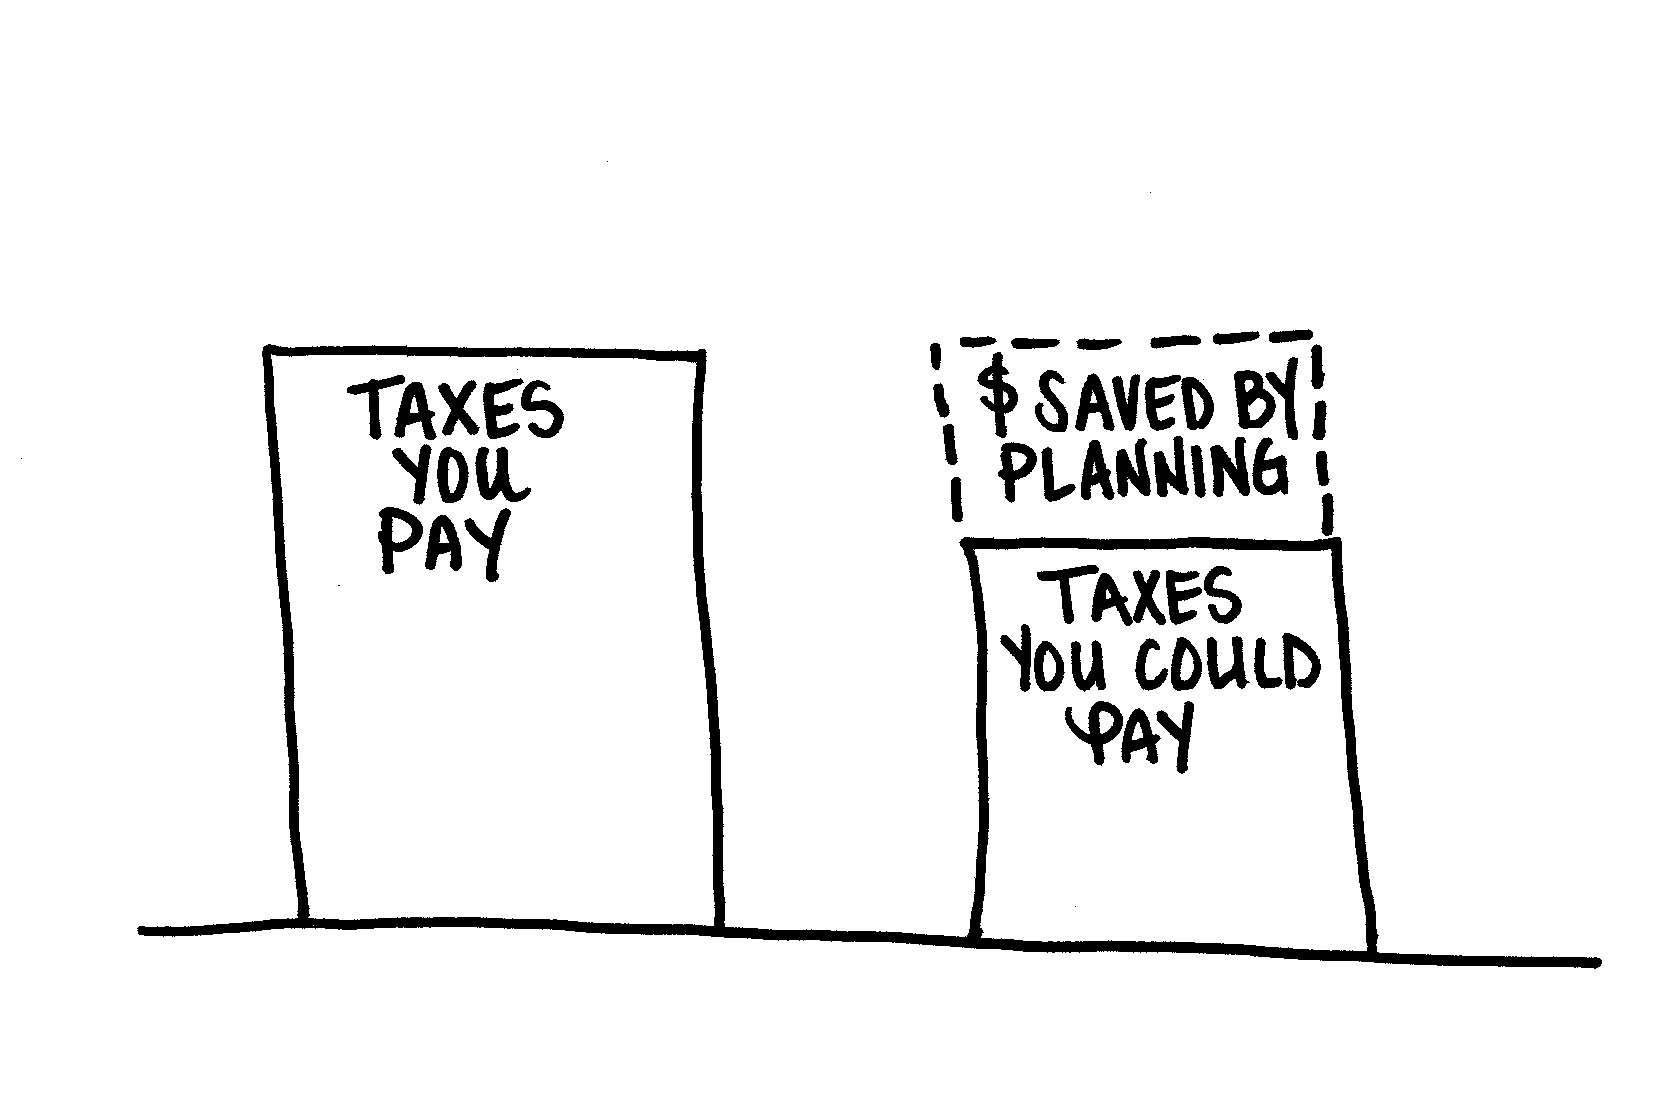 TAXES
YOU
PAY
$ SAVED BY
PLANNING
TAXES
YOU COULD
PAY